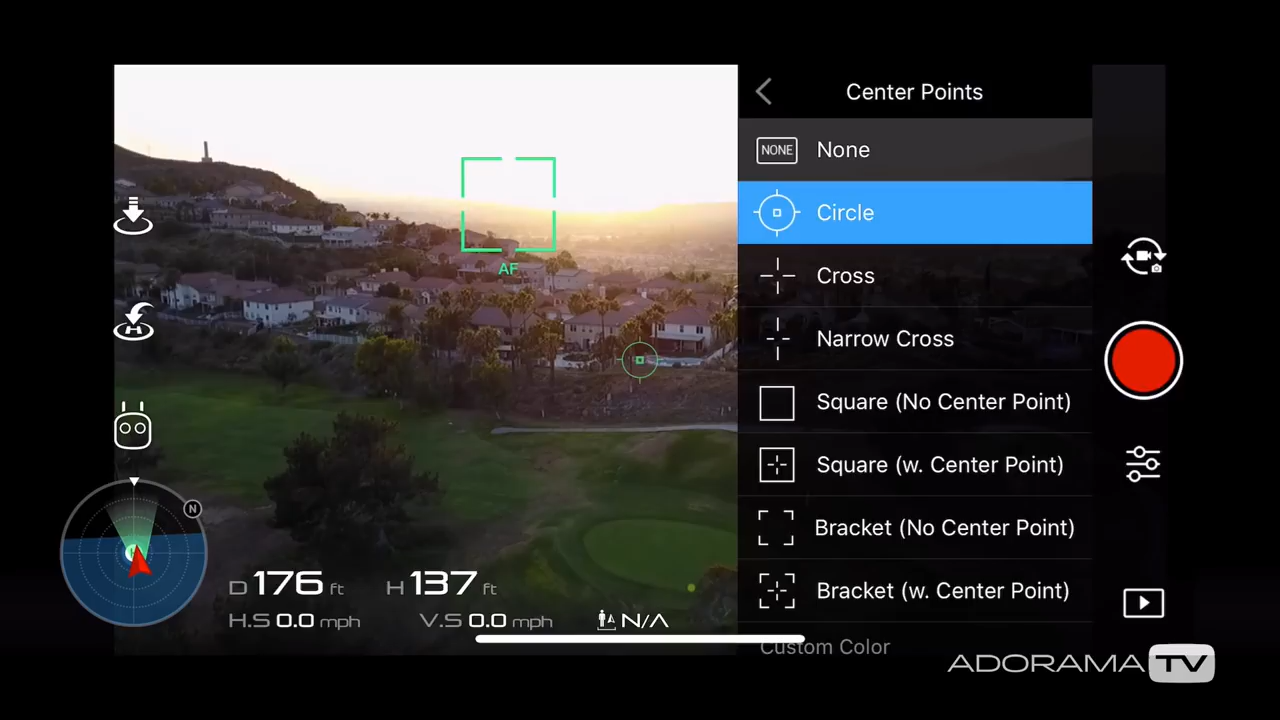 Center Points
NONE None
Circle
Cross
Narrow Cross
Square (No Center Point)
Square (w. Center Point)
Bracket (No Center Point)
Bracket (w. Center Point)
Custom Color
AF
N
D 176 ft H 137 ft
H.S 0.0 mph V.S 0.0 mph N/A
ADORAMA TV